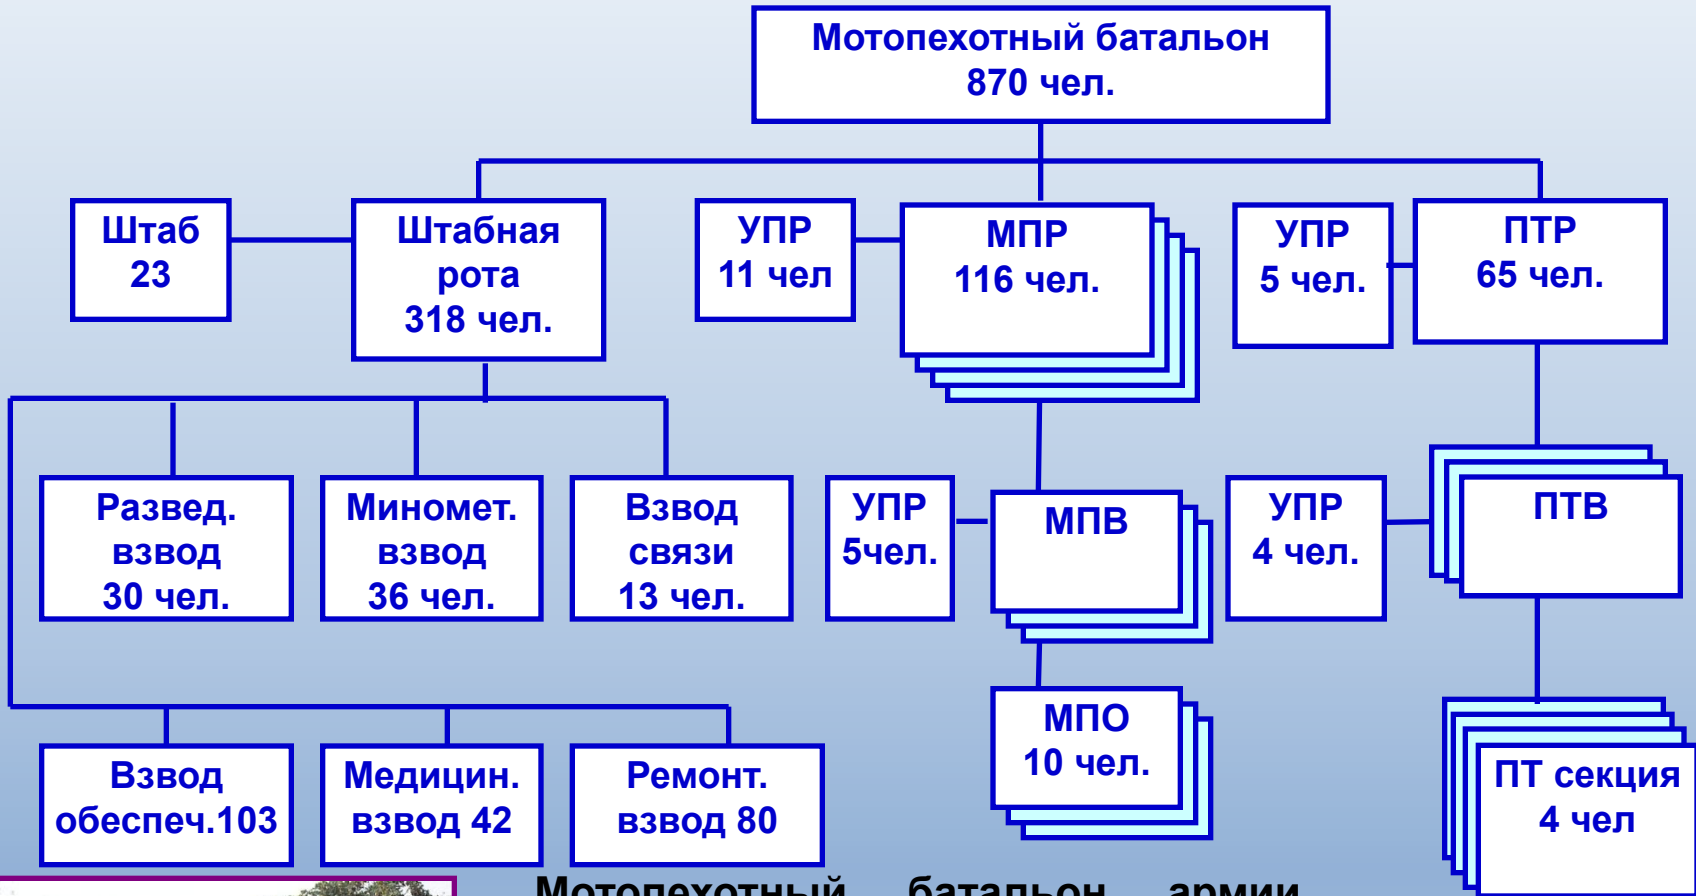 Мотопехотный батальон
870 чел.
Штаб
23
Штабная
рота
318 чел.
УПР
11 чел
МПР
116 чел.
УПР
5 чел.
ПТР
65 чел.
Развед.
взвод
30 чел.
Миномет.
взвод
36 чел.
Взвод
связи
13 чел.
УПР
5чел.
МПВ
УПР
4 чел.
ПТВ
Взвод
обеспеч.103
Медицин.
взвод 42
Ремонт.
взвод 80
МПО
10 чел.
ПТ секция
4 чел
Мотопехотный батальон армии